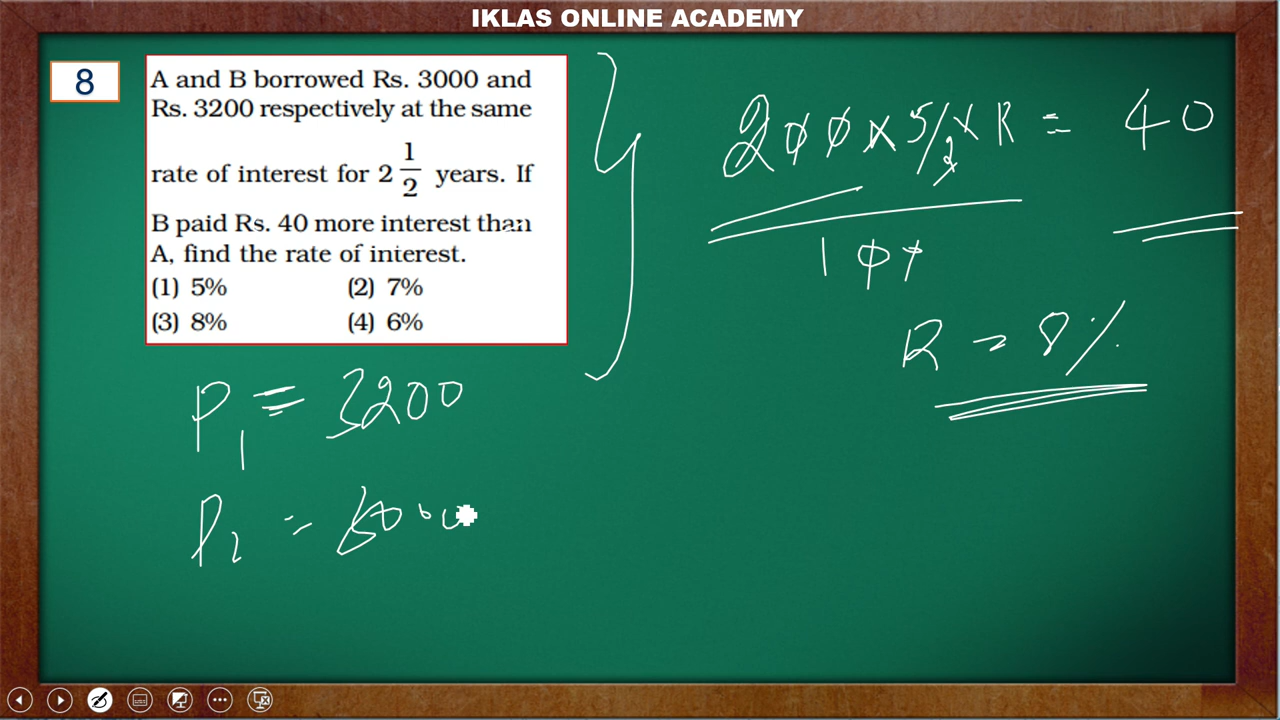 IKLAS ONLINE ACADEMY
8
A and B borrowed Rs. 3000 and
Rs. 3200 respectively at the same
rate of interest for 2 1/2 years. If
B paid Rs. 40 more interest than
A, find the rate of interest.
(1) 5% (2) 7%
(3) 8% (4) 6%
200 x 5/2 x R = 40
100
R = 8%
P1 = 3200
P2 =